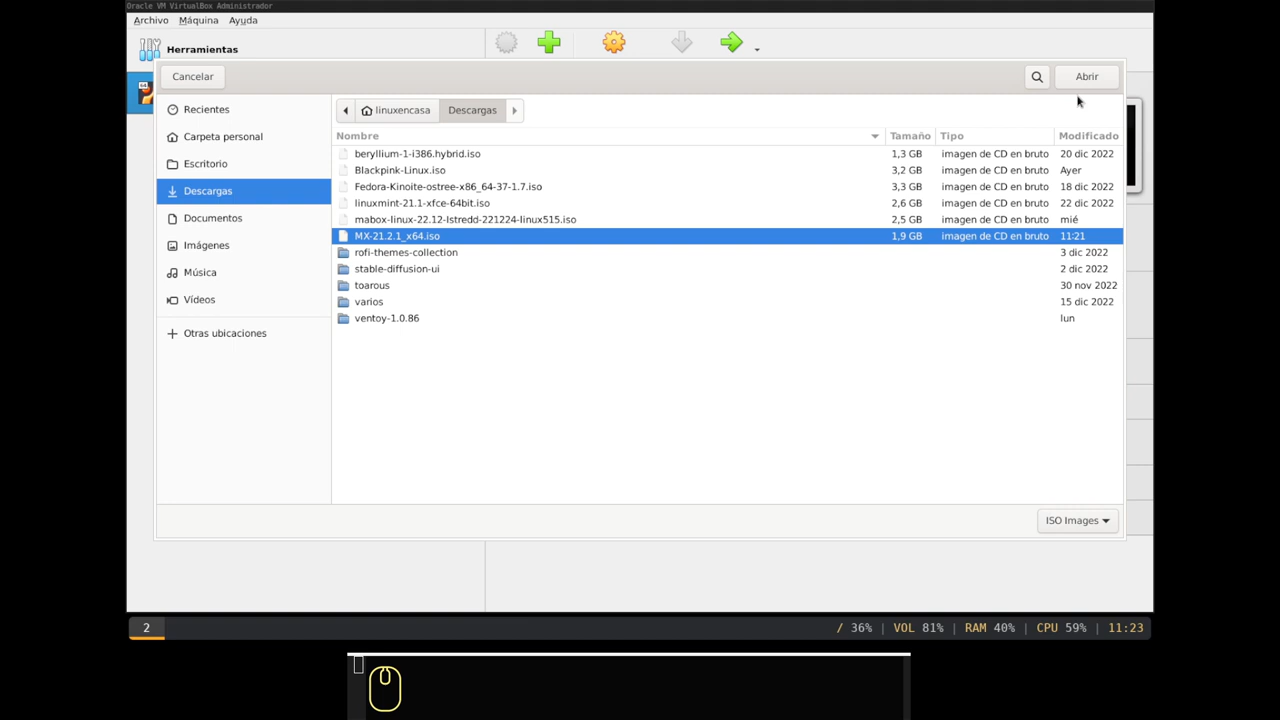 Oracle VM VirtualBox Administrador
Archivo Máquina Ayuda
Herramientas
Cancelar
Abrir
Recientes
Carpeta personal
Escritorio
Descargas
Documentos
Imágenes
Música
Vídeos
Otras ubicaciones
linuxencasa Descargas
Nombre Tamaño Tipo Modificado
beryllium-1-i386.hybrid.iso 1,3 GB imagen de CD en bruto 20 dic 2022
Blackpink-Linux.iso 3,2 GB imagen de CD en bruto Ayer
Fedora-Kinoite-ostree-x86_64-37-1.7.iso 3,3 GB imagen de CD en bruto 18 dic 2022
linuxmint-21.1-xfce-64bit.iso 2,6 GB imagen de CD en bruto 22 dic 2022
mabox-linux-22.12-Istredd-221224-linux515.iso 2,5 GB imagen de CD en bruto mié
MX-21.2.1_x64.iso 1,9 GB imagen de CD en bruto 11:21
rofi-themes-collection 3 dic 2022
stable-diffusion-ui 2 dic 2022
toarous 30 nov 2022
varios 15 dic 2022
ventoy-1.0.86 lun
ISO Images
2
/ 36% | VOL 81% | RAM 40% | CPU 59% | 11:23